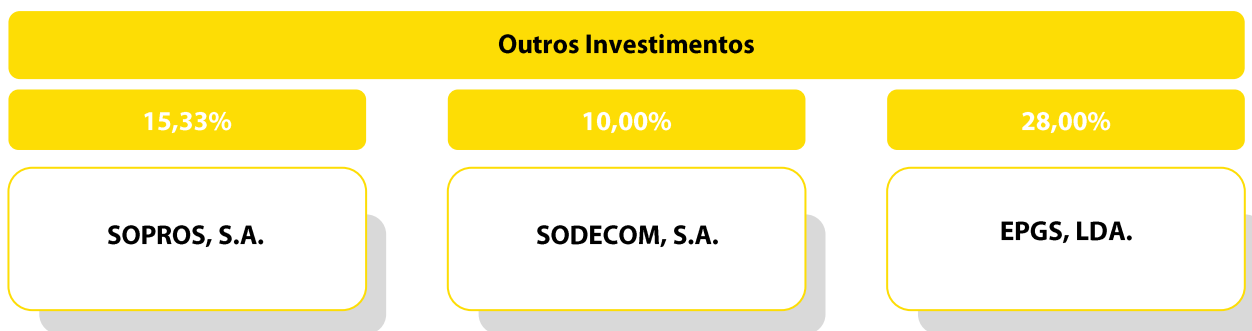 Outros Investimentos
15,33%
10,00%
28,00%
SOPROS, S.A.
SODECOM, S.A.
EPGS, LDA.